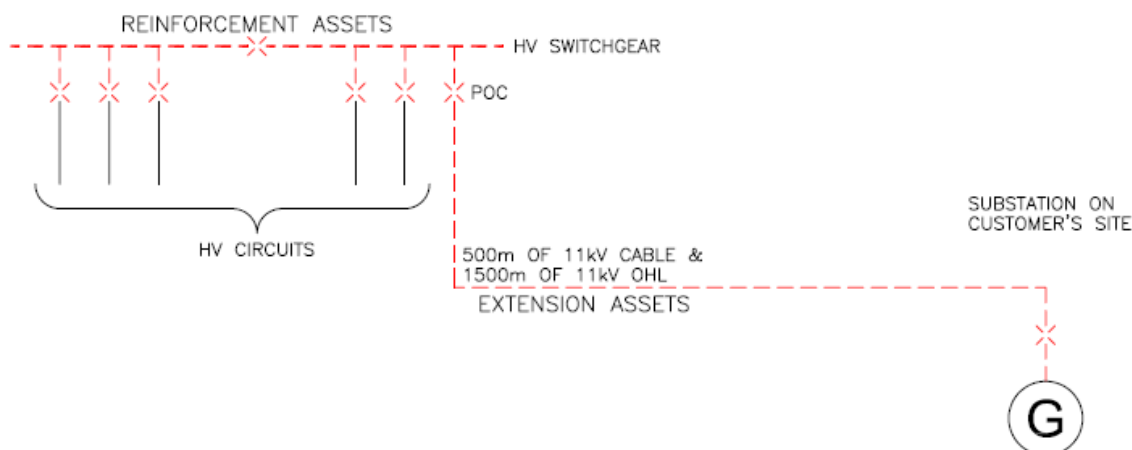 REINFORCEMENT ASSETS
HV SWITCHGEAR
POC
HV CIRCUITS
SUBSTATION ON
CUSTOMER'S SITE
500m OF 11kV CABLE &
1500m OF 11kV OHL
EXTENSION ASSETS
G